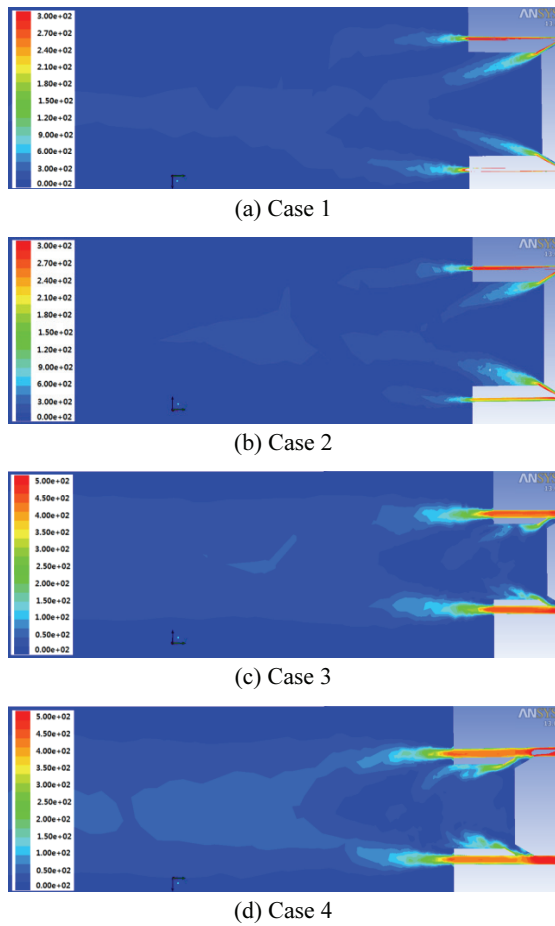 3.00e+02
2.70e+02
2.40e+02
2.10e+02
1.80e+02
1.50e+02
1.20e+02
9.00e+02
6.00e+02
3.00e+02
0.00e+02
ANSYS
(a) Case 1
3.00e+02
2.70e+02
2.40e+02
2.10e+02
1.80e+02
1.50e+02
1.20e+02
9.00e+02
6.00e+02
3.00e+02
0.00e+02
(b) Case 2
5.00e+02
4.50e+02
4.00e+02
3.50e+02
3.00e+02
2.50e+02
2.00e+02
1.50e+02
1.00e+02
0.50e+02
0.00e+02
(c) Case 3
5.00e+02
4.50e+02
4.00e+02
3.50e+02
3.00e+02
2.50e+02
2.00e+02
1.50e+02
1.00e+02
0.50e+02
0.00e+02
(d) Case 4